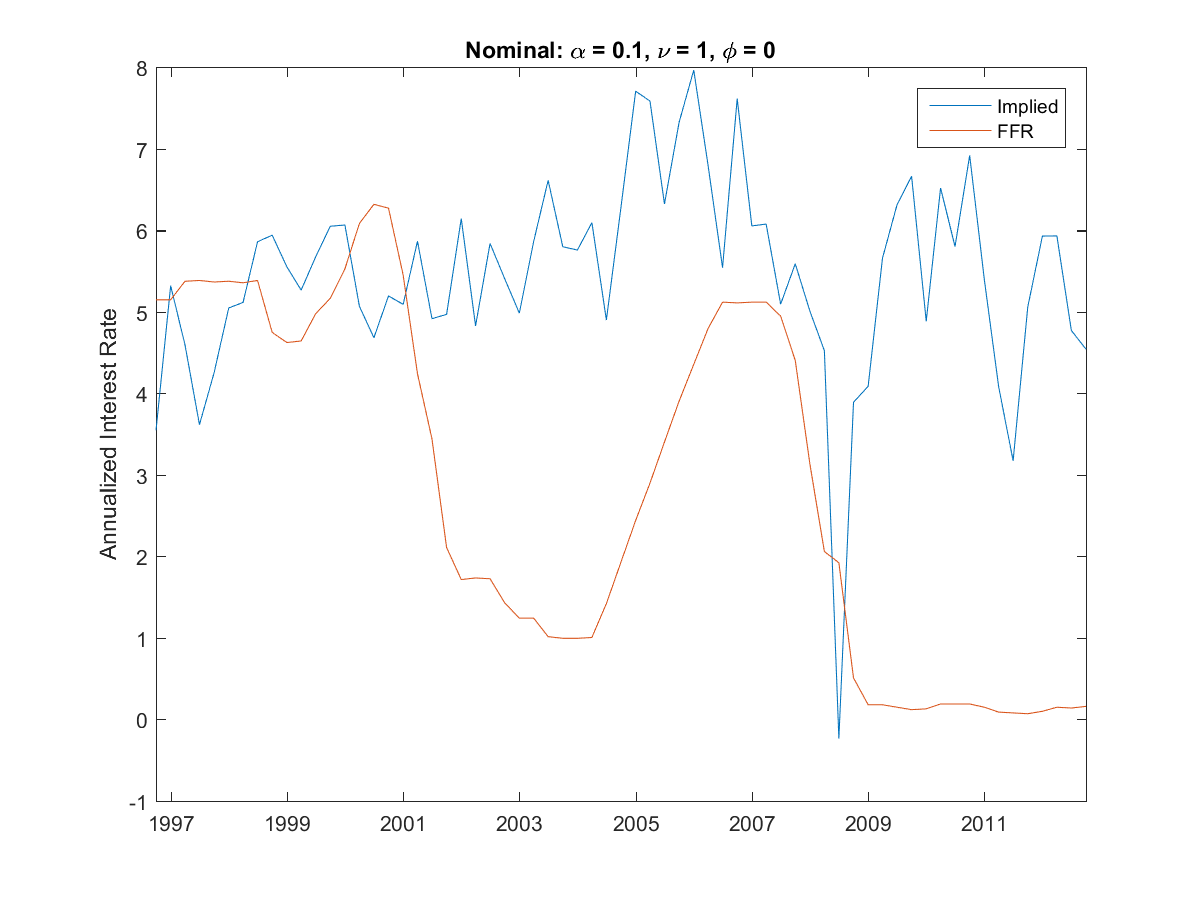 Nominal: α = 0.1, ν = 1, ϕ = 0
Implied
FFR
Annualized Interest Rate
8
7
6
5
4
3
2
1
0
-1
1997 1999 2001 2003 2005 2007 2009 2011